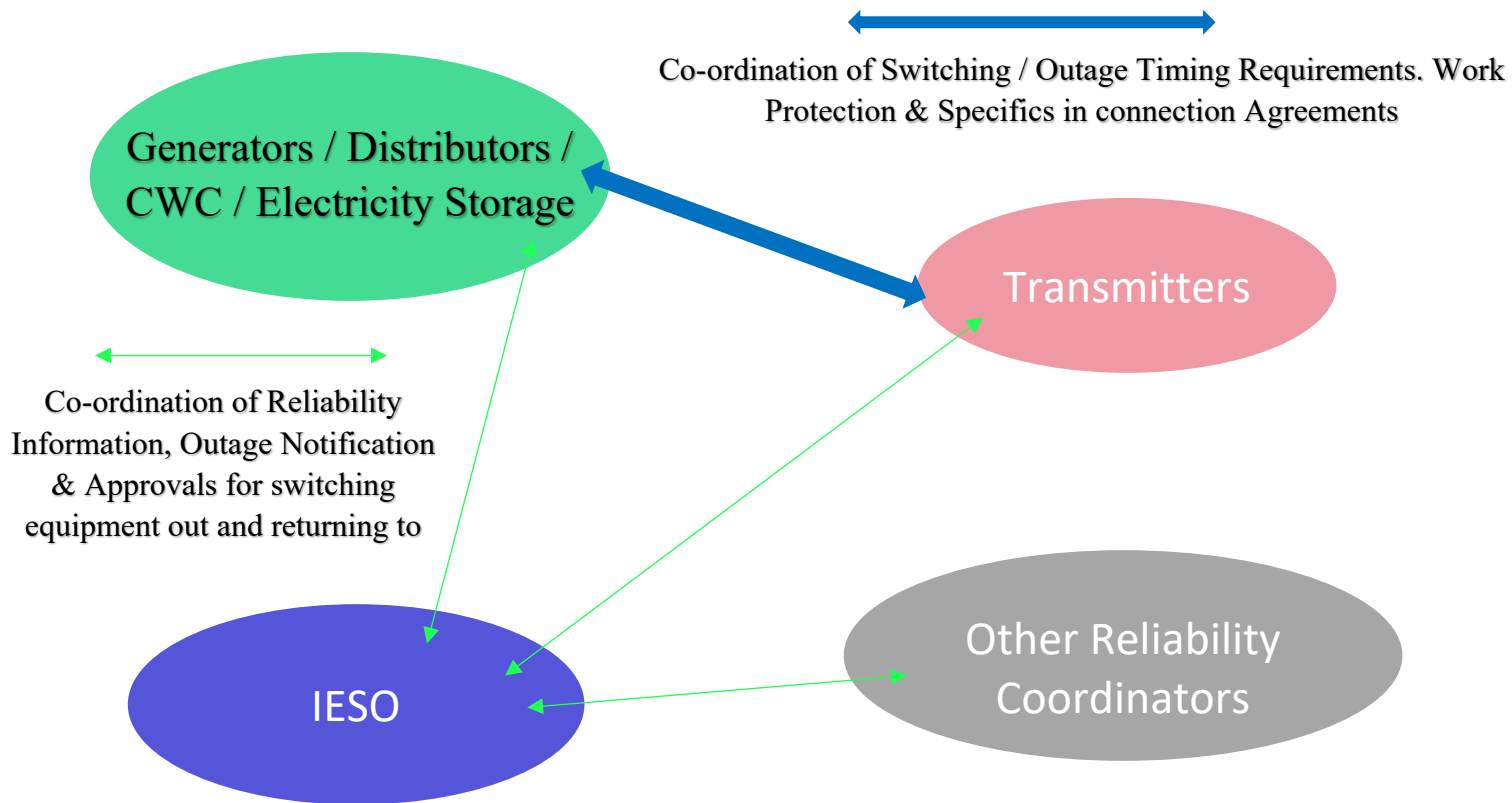 Co-ordination of Switching / Outage Timing Requirements. Work
Protection & Specifics in connection Agreements
Generators / Distributors /
CWC / Electricity Storage
Transmitters
Co-ordination of Reliability
Information, Outage Notification
& Approvals for switching
equipment out and returning to
Other Reliability
Coordinators
IESO